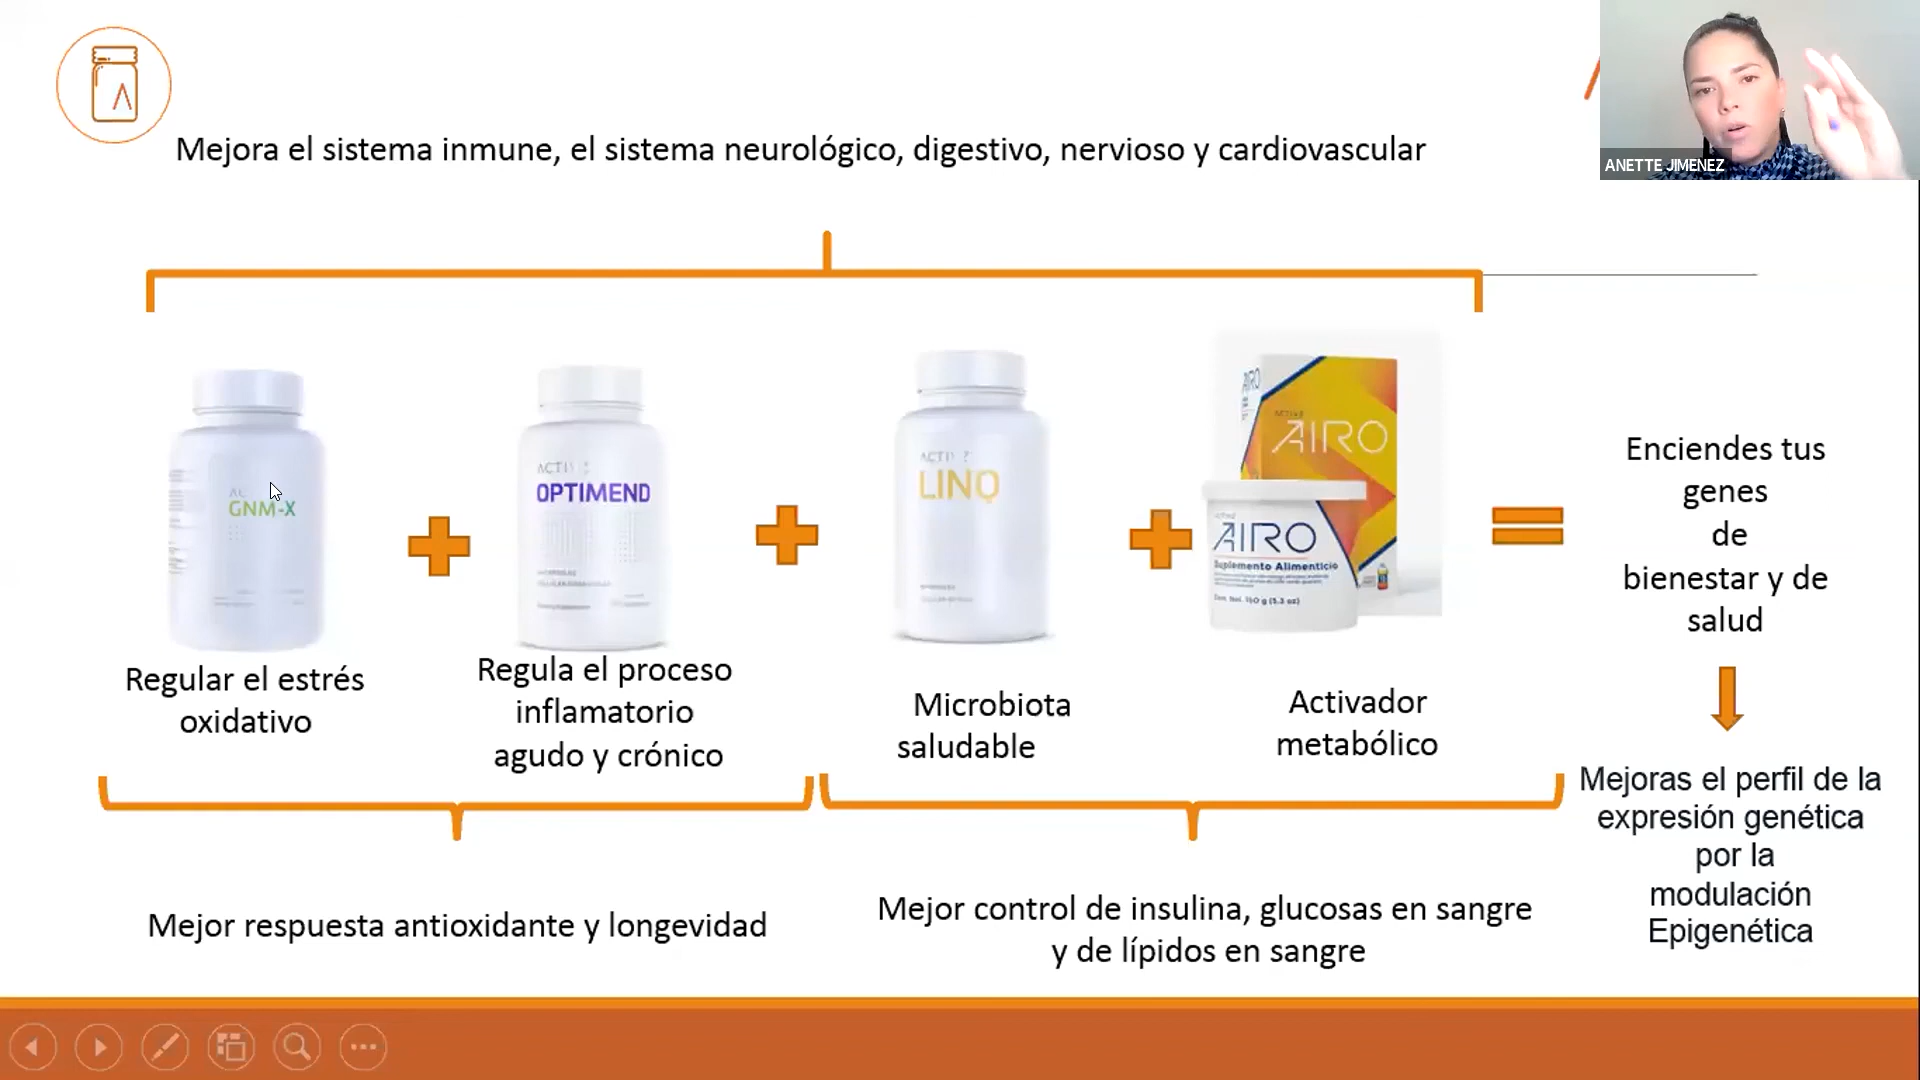 ANETTE JIMENEZ
Mejora el sistema inmune, el sistema neurológico, digestivo, nervioso y cardiovascular
GNM-X
OPTIMEND
LINQ
AIRO
ACTIVE
AIRO
AIRO
Suplemento Alimenticio
Enciendes tus
genes
de
bienestar y de
salud
Regular el estrés
oxidativo
Regula el proceso
inflamatorio
agudo y crónico
Microbiota
saludable
Activador
metabólico
Mejoras el perfil de la
expresión genética
por la
modulación
Epigenética
Mejor respuesta antioxidante y longevidad
Mejor control de insulina, glucosas en sangre
y de lípidos en sangre